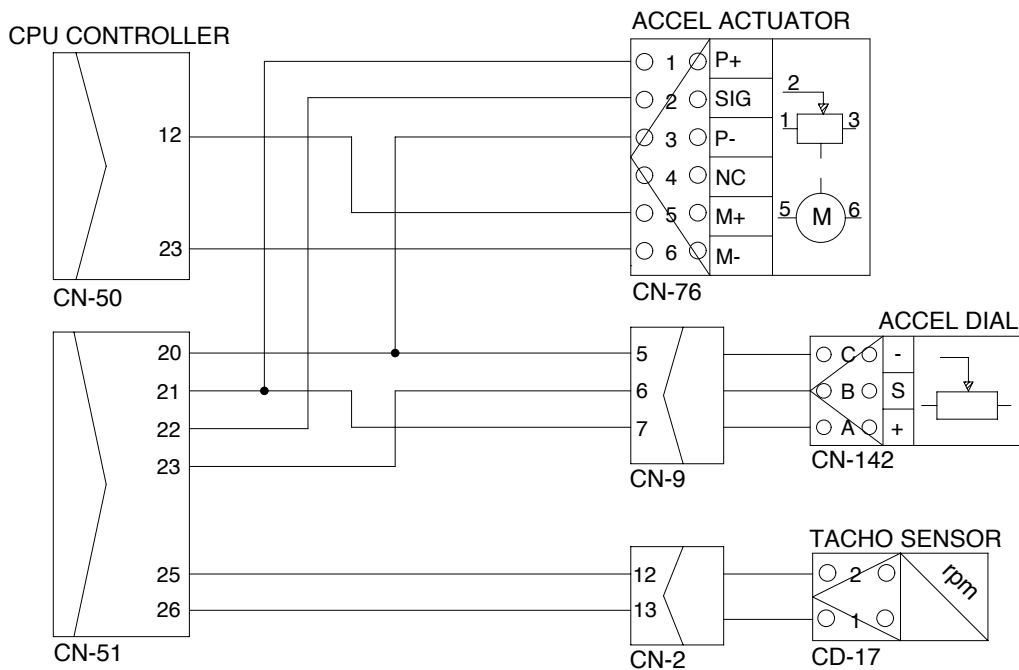 CPU CONTROLLER
12
23
CN-50
20
21
22
23
25
26
CN-51
ACCEL ACTUATOR
1 P+
2 SIG
3 P-
4 NC
5 M+
6 M-
2
1 3
5 M 6
CN-76
5
6
7
CN-9
ACCEL DIAL
C -
B S
A +
CN-142
12
13
CN-2
TACHO SENSOR
2
1
rpm
CD-17